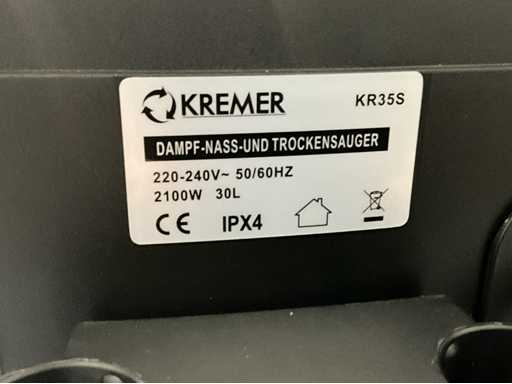 KREMER KR35S
DAMPF-NASS-UND TROCKENSAUGER
220-240V~ 50/60HZ
2100W 30L
CE IPX4